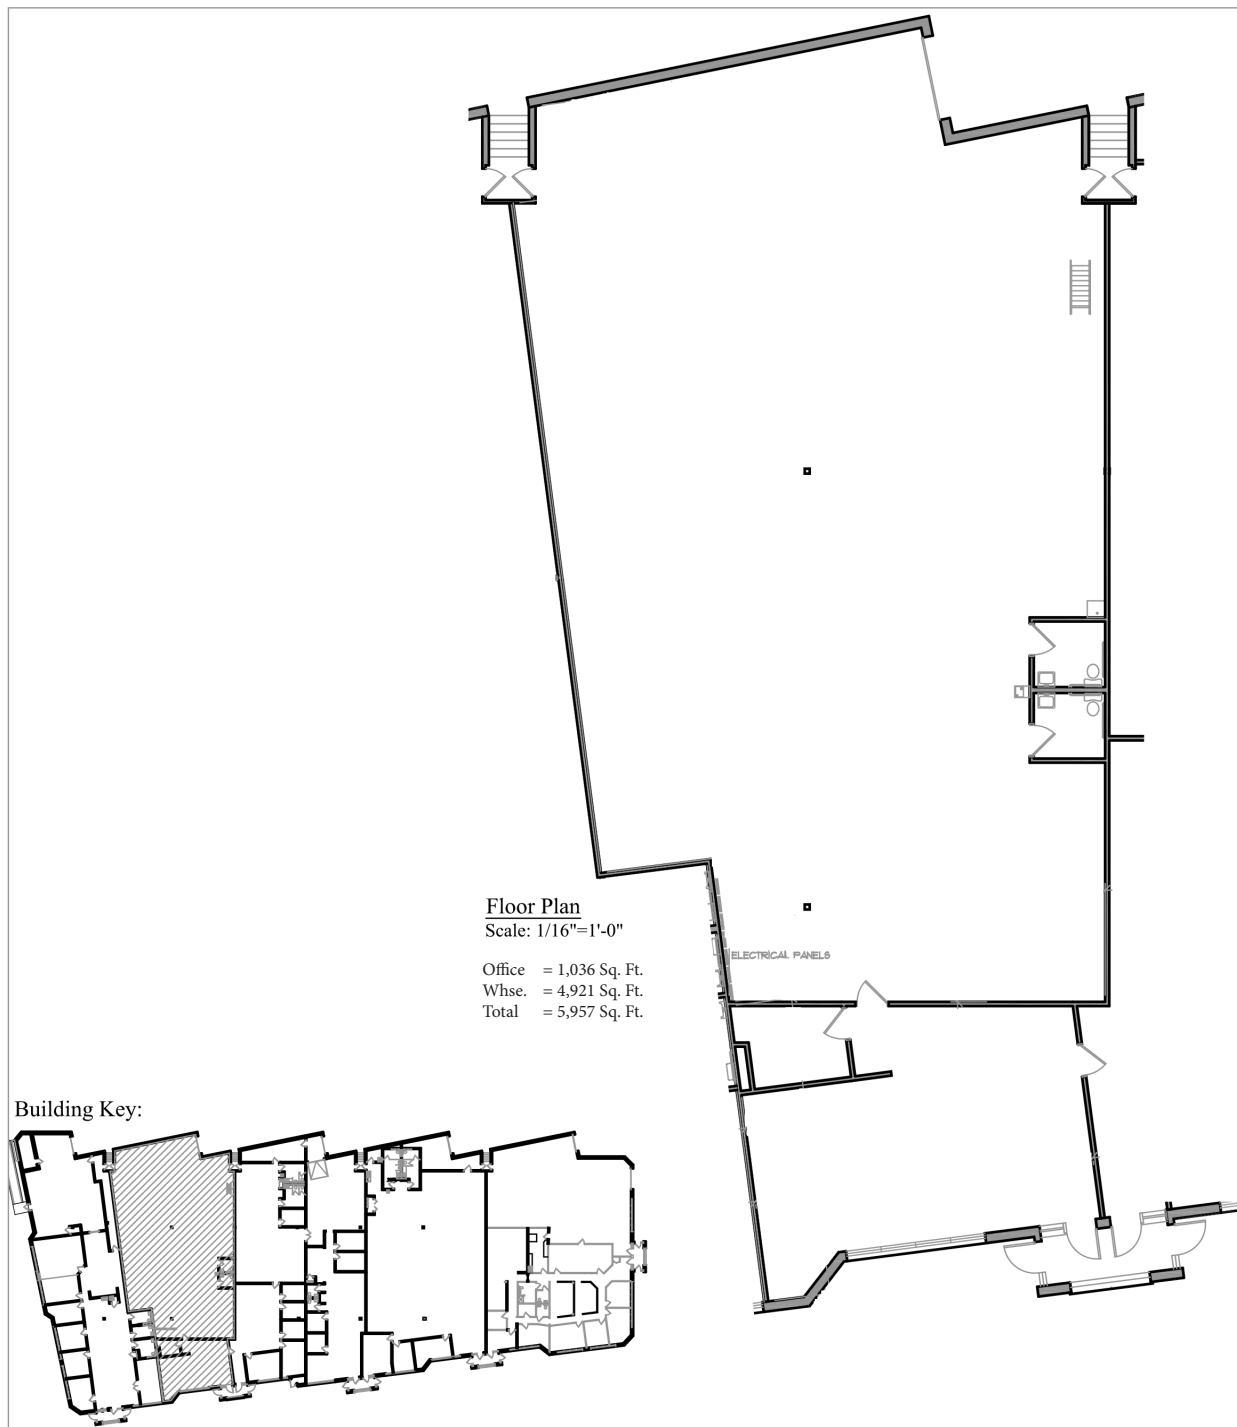 Floor Plan
Scale: 1/16"=1'-0"
Office = 1,036 Sq. Ft.
Whse. = 4,921 Sq. Ft.
Total = 5,957 Sq. Ft.
ELECTRICAL PANELS
Building Key: